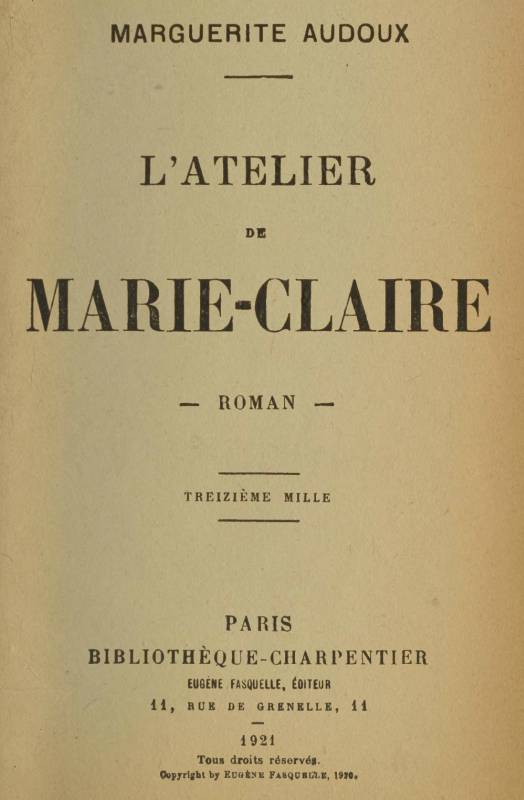 MARGUERITE AUDOUX
L'ATELIER
DE
MARIE-CLAIRE
— ROMAN —
TREIZIÈME MILLE
PARIS
BIBLIOTHÈQUE-CHARPENTIER
EUGÈNE FASQUELLE, ÉDITEUR
11, RUE DE GRENELLE, 11
1921
Tous droits réservés.
Copyright by EUGÈNE FASQUELLE, 1920.